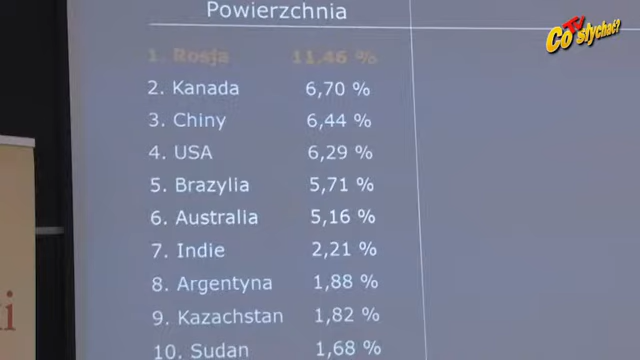 Powierzchnia
TV
Co słychać?
1. Rosja 11.46 %
2. Kanada 6,70 %
3. Chiny 6,44 %
4. USA 6,29 %
5. Brazylia 5,71 %
6. Australia 5,16 %
7. Indie 2,21 %
8. Argentyna 1,88 %
9. Kazachstan 1,82 %
10. Sudan 1,68 %